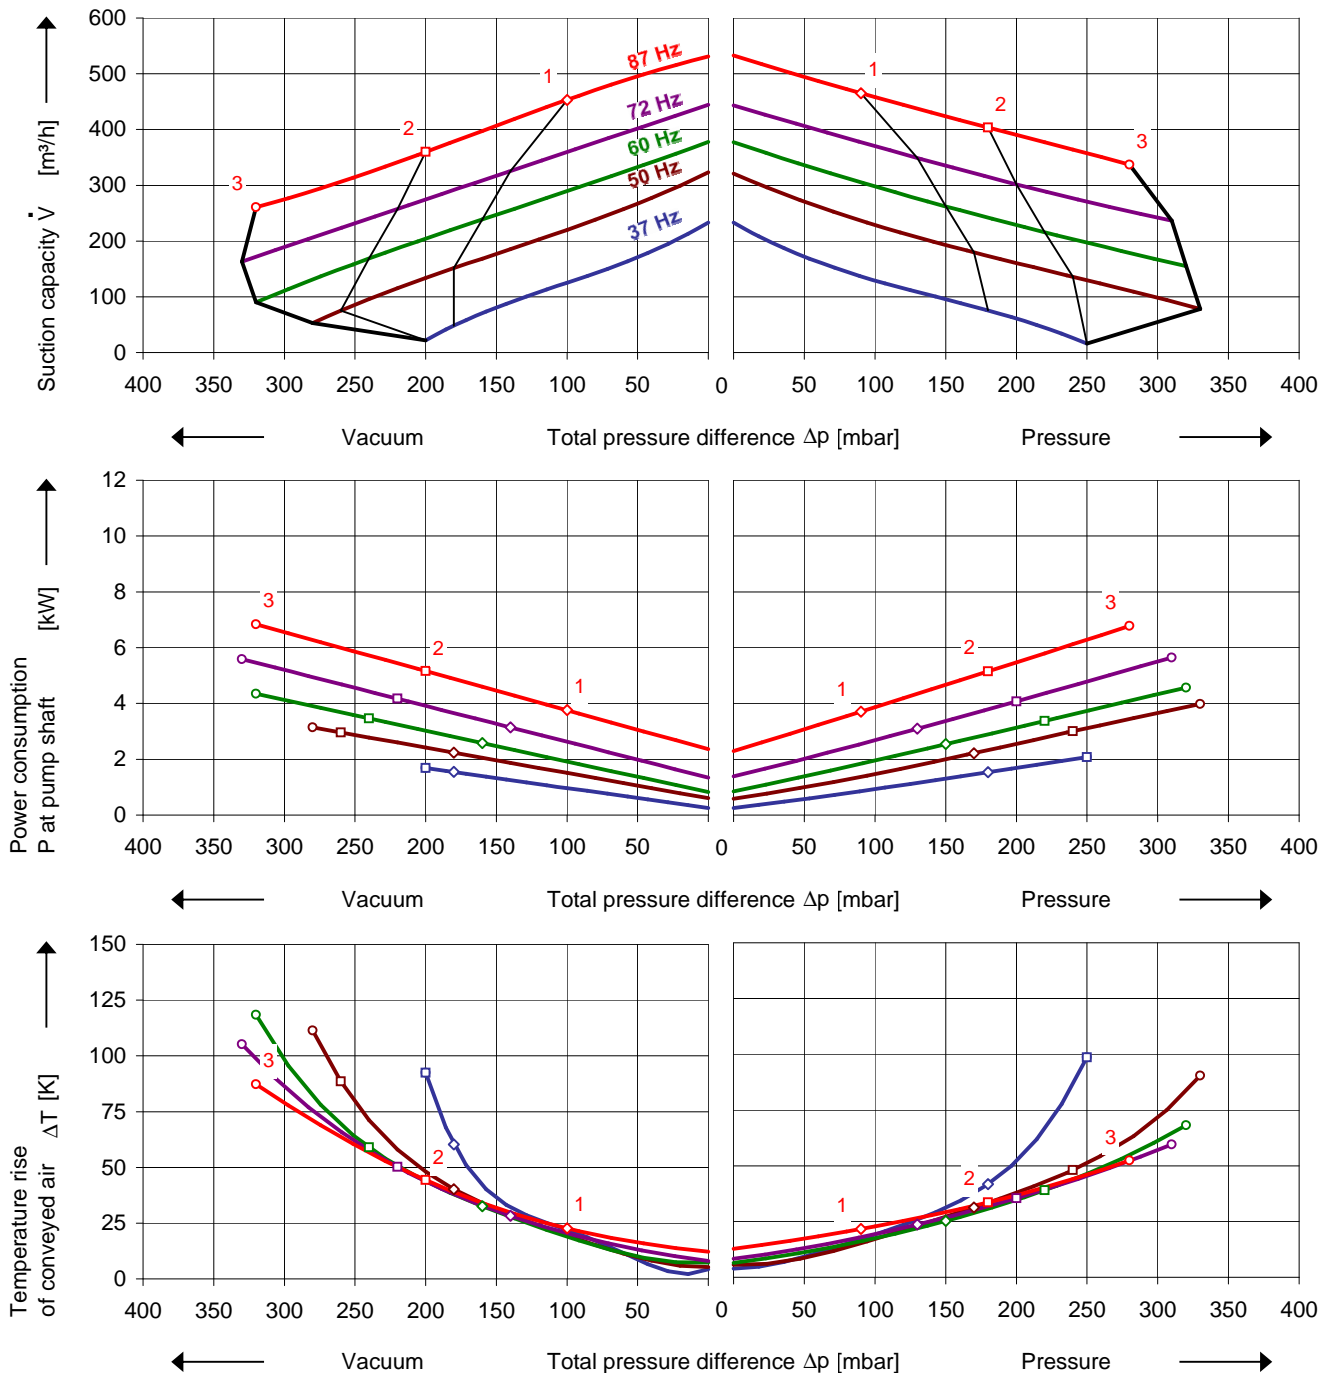 600
500
400
300
200
100
0
Suction capacity V̇ [m³/h]
87 Hz
72 Hz
60 Hz
50 Hz
37 Hz
1
2
3
1
2
3
400 350 300 250 200 150 100 50 0 50 100 150 200 250 300 350 400
Vacuum Total pressure difference Δp [mbar] Pressure
12
10
8
6
4
2
0
Power consumption
P at pump shaft [kW]
3
2
1
1
2
3
400 350 300 250 200 150 100 50 0 50 100 150 200 250 300 350 400
Vacuum Total pressure difference Δp [mbar] Pressure
150
125
100
75
50
25
0
Temperature rise
of conveyed air ΔT [K]
3
2
1
1
2
3
400 350 300 250 200 150 100 50 0 50 100 150 200 250 300 350 400
Vacuum Total pressure difference Δp [mbar] Pressure